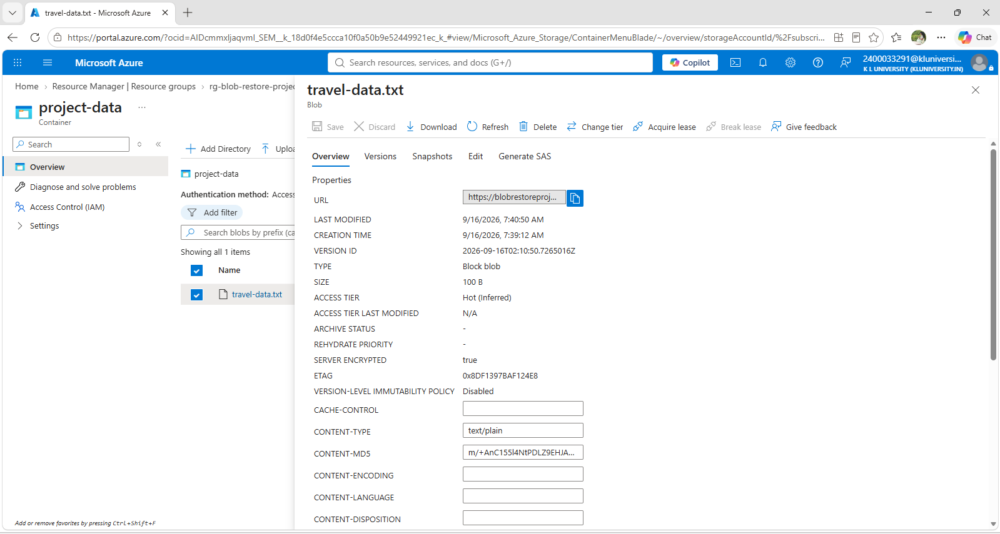 travel-data.txt - Microsoft Azure
https://portal.azure.com/?ocid=AIDcmmxljaqvml_SEM__k_18d0f4e5ccca10f0a50b9e52449921ec_k_#view/Microsoft_Azure_Storage/ContainerMenuBlade/~/overview/storageAccountId/%2Fsubscri...
Chat
Microsoft Azure
Search resources, services, and docs (G+/)
Copilot
2400033291@kluniversi...
K L UNIVERSITY (KLUNIVERSITY.IN)
Home > Resource Manager | Resource groups > rg-blob-restore-projec
project-data
...
Container
Search
Overview
Diagnose and solve problems
Access Control (IAM)
Settings
Add or remove favorites by pressing Ctrl+Shift+F
Add Directory
Uploa
project-data
Authentication method: Access
Add filter
Search blobs by prefix (ca
Showing all 1 items
Name
travel-data.txt
travel-data.txt
Blob
Save Discard Download Refresh Delete Change tier Acquire lease Break lease Give feedback
Overview Versions Snapshots Edit Generate SAS
Properties
URL https://blobrestoreproj...
LAST MODIFIED 9/16/2026, 7:40:50 AM
CREATION TIME 9/16/2026, 7:39:12 AM
VERSION ID 2026-09-16T02:10:50.7265016Z
TYPE Block blob
SIZE 100 B
ACCESS TIER Hot (Inferred)
ACCESS TIER LAST MODIFIED N/A
ARCHIVE STATUS -
REHYDRATE PRIORITY -
SERVER ENCRYPTED true
ETAG 0x8DF1397BAF124E8
VERSION-LEVEL IMMUTABILITY POLICY Disabled
CACHE-CONTROL
CONTENT-TYPE text/plain
CONTENT-MD5 m/+AnC155l4NtPDLZ9EHJA...
CONTENT-ENCODING
CONTENT-LANGUAGE
CONTENT-DISPOSITION